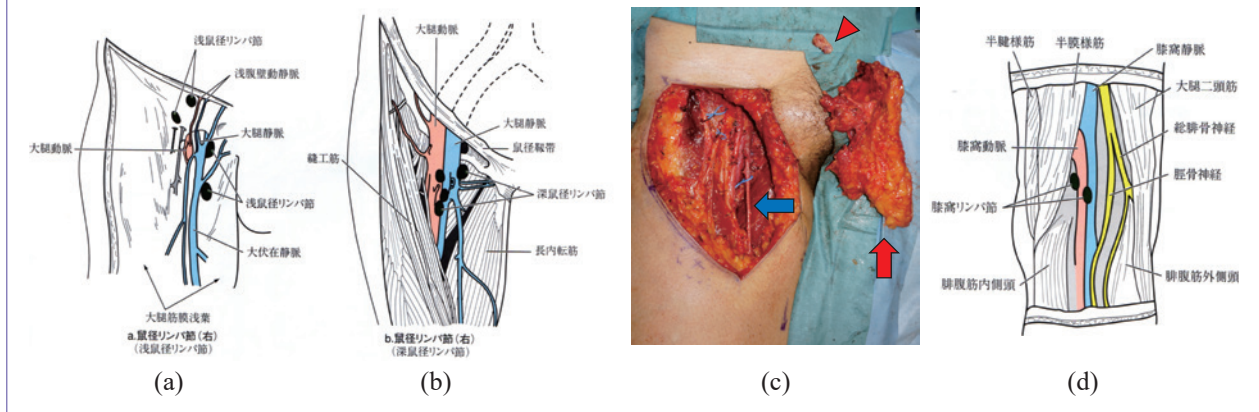 浅鼠径リンパ節
浅腹壁動静脈
大腿静脈
大腿動脈
浅鼠径リンパ節
大伏在静脈
大腿筋膜浅葉
a.鼠径リンパ節(右)
(浅鼠径リンパ節)
(a)
大腿動脈
大腿静脈
鼠径靱帯
縫工筋
深鼠径リンパ節
長内転筋
b.鼠径リンパ節(右)
(深鼠径リンパ節)
(b)
(c)
半腱様筋
半膜様筋
膝窩静脈
大腿二頭筋
総腓骨神経
膝窩動脈
脛骨神経
膝窩リンパ節
腓腹筋内側頭
腓腹筋外側頭
(d)